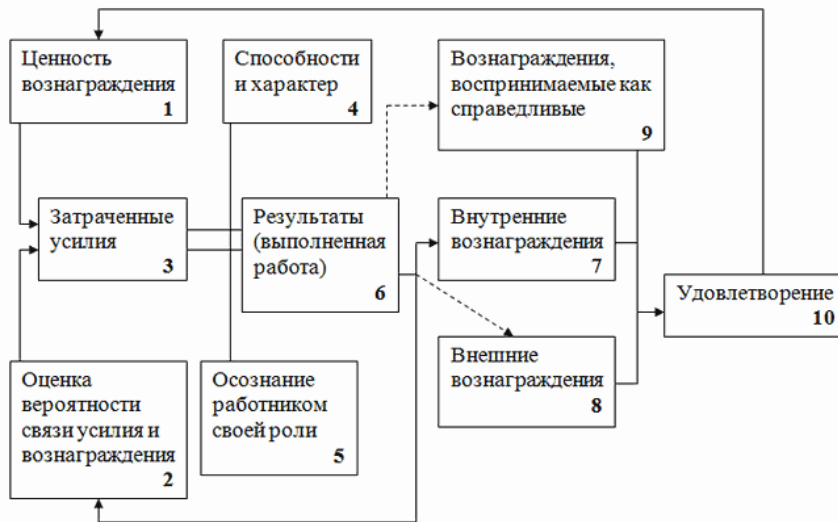 Ценность
вознаграждения
1
Способности
и характер
4
Вознаграждения,
воспринимаемые как
справедливые
9
Затраченные
усилия
3
Результаты
(выполненная
работа)
6
Внутренние
вознаграждения
7
Удовлетворение
10
Оценка
вероятности
связи усилия и
вознаграждения
2
Осознание
работником
своей роли
5
Внешние
вознаграждения
8